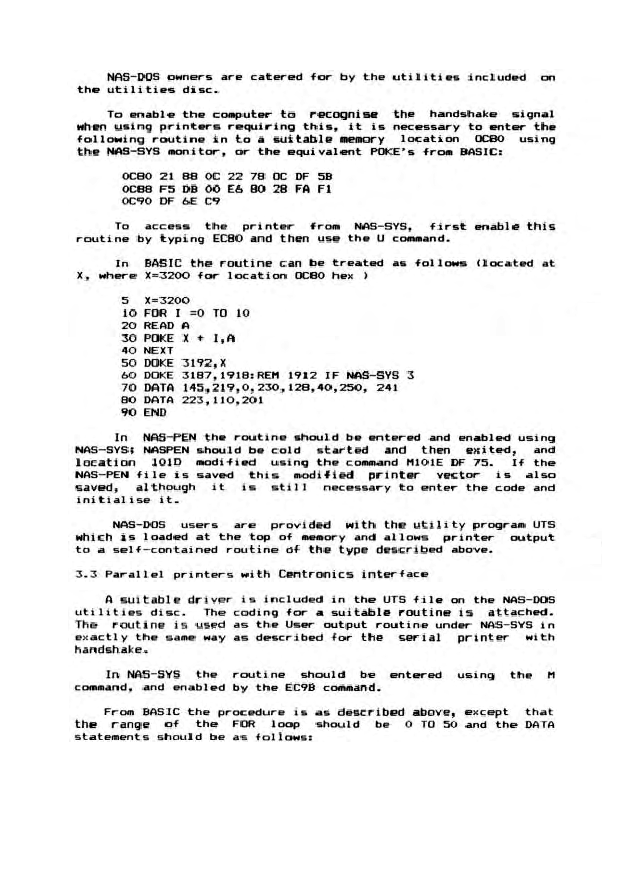 NAS-DOS owners are catered for by the utilities included on
the utilities disc.
To enable the computer to recognise the handshake signal
when using printers requiring this, it is necessary to enter the
following routine in to a suitable memory location 0C80 using
the NAS-SYS monitor, or the equivalent POKE's from BASIC:
0C80 21 8B 0C 22 78 0C DF 5B
0C88 F5 DB 00 E6 80 28 FA F1
0C90 DF 6E C9
To access the printer from NAS-SYS, first enable this
routine by typing EC80 and then use the U command.
In BASIC the routine can be treated as follows (located at
X, where X=3200 for location 0C80 hex )
5 X=3200
10 FOR I =0 TO 10
20 READ A
30 POKE X + I,A
40 NEXT
50 DOKE 3192,X
60 DOKE 3187,1918:REM 1912 IF NAS-SYS 3
70 DATA 145,219,0,230,128,40,250, 241
80 DATA 223,110,201
90 END
In NAS-PEN the routine should be entered and enabled using
NAS-SYS; NASPEN should be cold started and then exited, and
location 101D modified using the command M101E DF 75. If the
NAS-PEN file is saved this modified printer vector is also
saved, although it is still necessary to enter the code and
initialise it.
NAS-DOS users are provided with the utility program UTS
which is loaded at the top of memory and allows printer output
to a self-contained routine of the type described above.
3.3 Parallel printers with Centronics interface
A suitable driver is included in the UTS file on the NAS-DOS
utilities disc. The coding for a suitable routine is attached.
The routine is used as the User output routine under NAS-SYS in
exactly the same way as described for the serial printer with
handshake.
In NAS-SYS the routine should be entered using the M
command, and enabled by the EC9B command.
From BASIC the procedure is as described above, except that
the range of the FOR loop should be 0 TO 50 and the DATA
statements should be as follows: